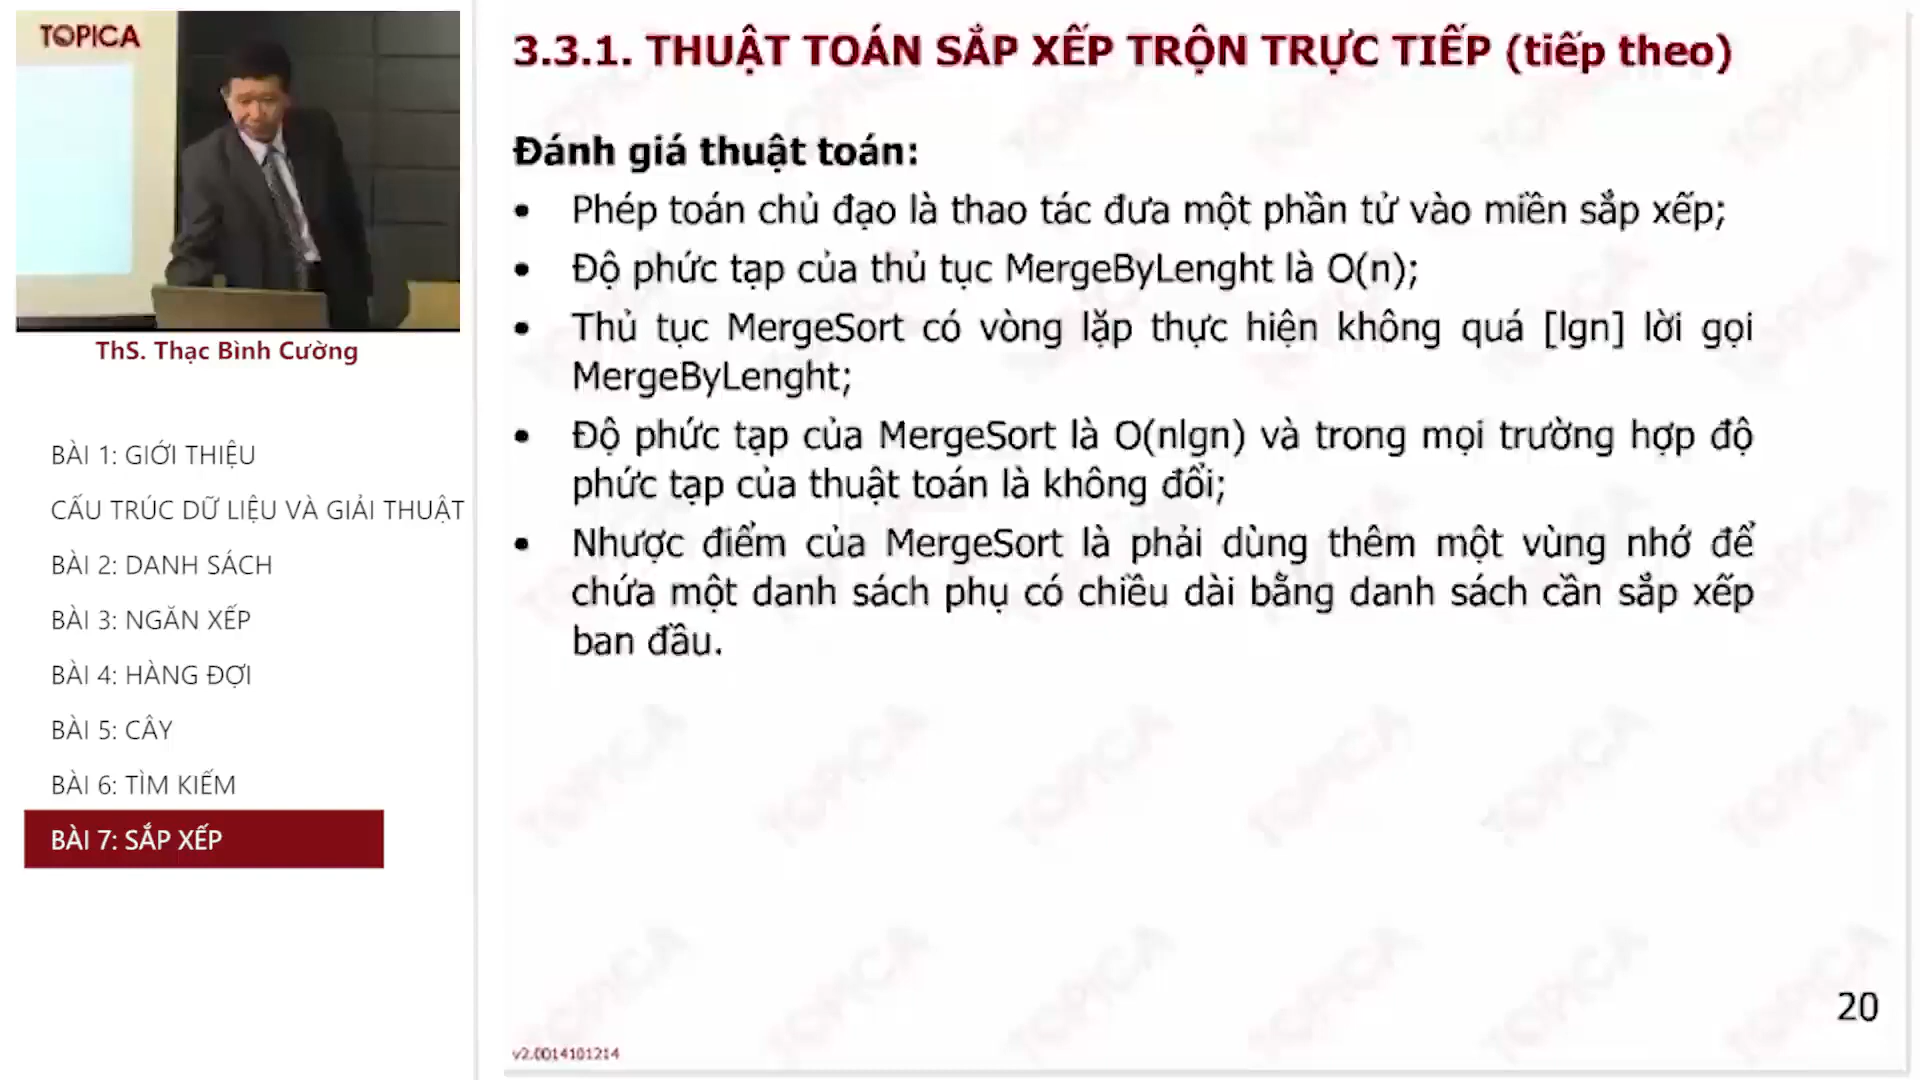 TOPICA
ThS. Thạc Bình Cường
BÀI 1: GIỚI THIỆU
CẤU TRÚC DỮ LIỆU VÀ GIẢI THUẬT
BÀI 2: DANH SÁCH
BÀI 3: NGĂN XẾP
BÀI 4: HÀNG ĐỢI
BÀI 5: CÂY
BÀI 6: TÌM KIẾM
BÀI 7: SẮP XẾP
3.3.1. THUẬT TOÁN SẮP XẾP TRỘN TRỰC TIẾP (tiếp theo)
Đánh giá thuật toán:
• Phép toán chủ đạo là thao tác đưa một phần tử vào miền sắp xếp;
• Độ phức tạp của thủ tục MergeByLenght là O(n);
• Thủ tục MergeSort có vòng lặp thực hiện không quá [lgn] lời gọi
MergeByLenght;
• Độ phức tạp của MergeSort là O(nlgn) và trong mọi trường hợp độ
phức tạp của thuật toán là không đổi;
• Nhược điểm của MergeSort là phải dùng thêm một vùng nhớ để
chứa một danh sách phụ có chiều dài bằng danh sách cần sắp xếp
ban đầu.
20
v2.0014101214